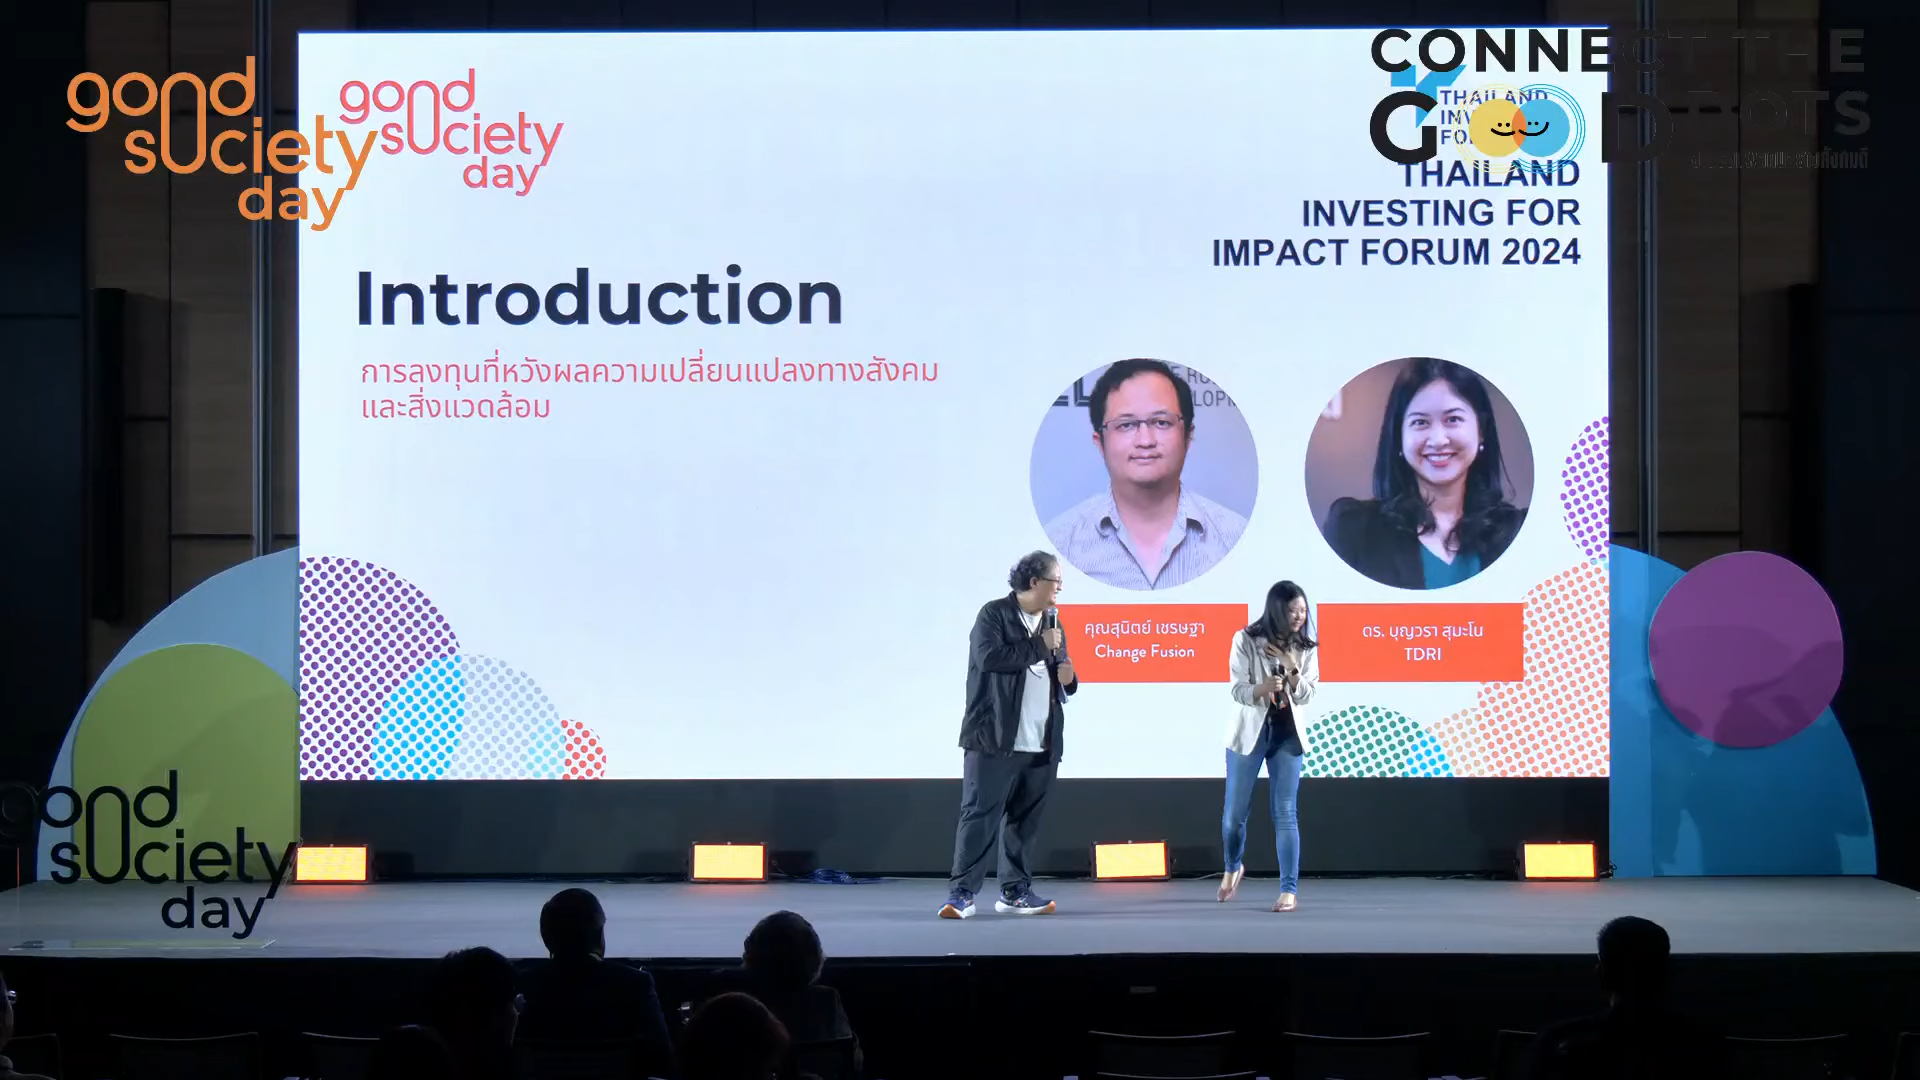 good
society
day
good
society
day
CONNECT THE
GOOD DOTS
THAILAND
THAILAND
INVESTING FOR
IMPACT FORUM 2024
Introduction
การลงทุนที่หวังผลความเปลี่ยนแปลงทางสังคม
และสิ่งแวดล้อม
คุณสุนิตย์ เชรษฐา
Change Fusion
ดร. บุญวรา สุมะโน
TDRI
good
society
day